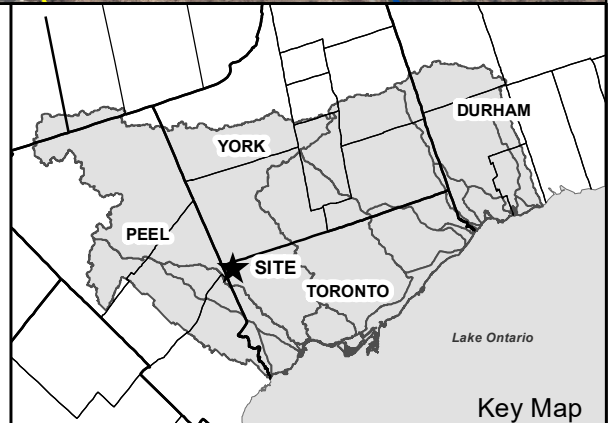 DURHAM
YORK
PEEL
SITE
TORONTO
Lake Ontario
Key Map